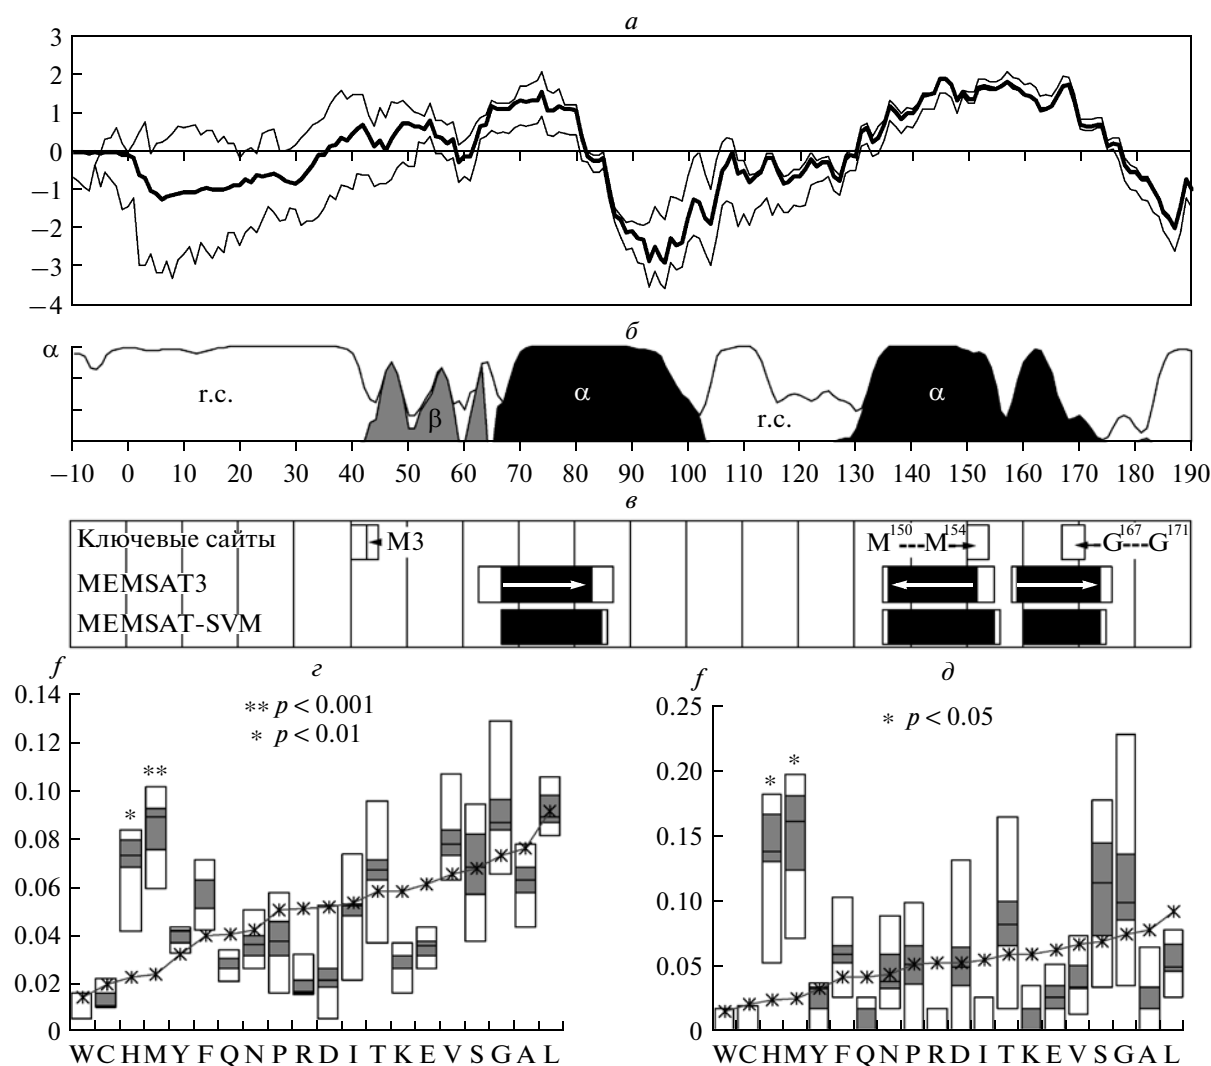 а
3
2
1
0
−1
−2
−3
−4
б
α
r.c.
β
α
r.c.
α
−10 0 10 20 30 40 50 60 70 80 90 100 110 120 130 140 150 160 170 190
в
Ключевые сайты M3 M150 M154 G167 G171
MEMSAT3
MEMSAT-SVM
г
f
0.14
0.12
0.10
0.08
0.06
0.04
0.02
0
** p < 0.001
* p < 0.01
* **
W C H M Y F Q N P R D I T K E V S G A L
д
f
0.25
0.20
0.15
0.10
0.05
0
* p < 0.05
* *
W C H M Y F Q N P R D I T K E V S G A L